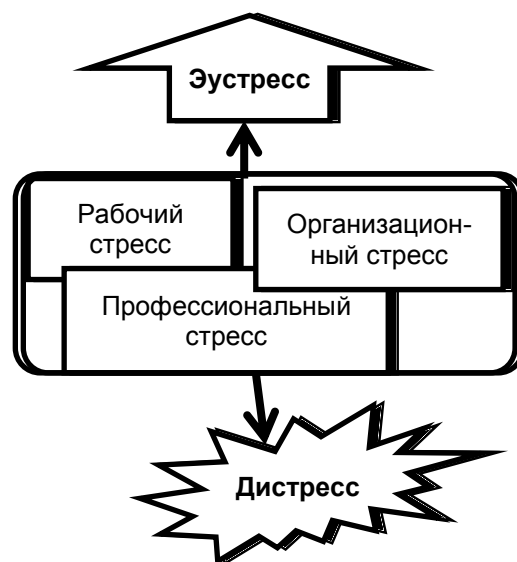 Эустресс
Рабочий
стресс
Организацион-
ный стресс
Профессиональный
стресс
Дистресс